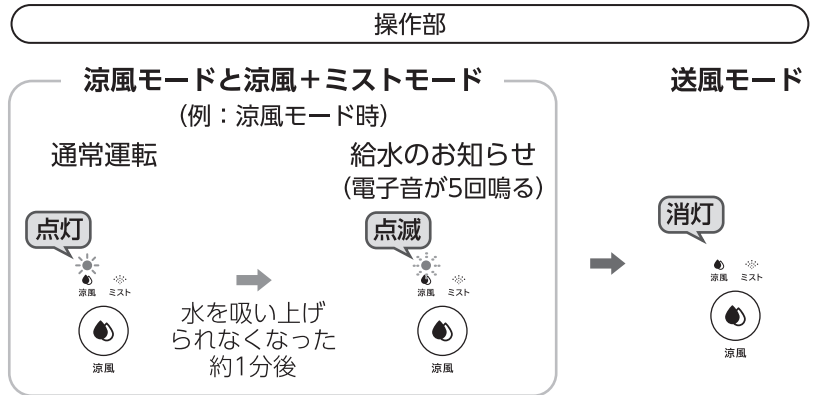 操作部
涼風モードと涼風＋ミストモード
（例：涼風モード時）
通常運転
点灯
涼風 ミスト
涼風
水を吸い上げ
られなくなった
約1分後
給水のお知らせ
（電子音が5回鳴る）
点滅
涼風 ミスト
涼風
送風モード
消灯
涼風 ミスト
涼風